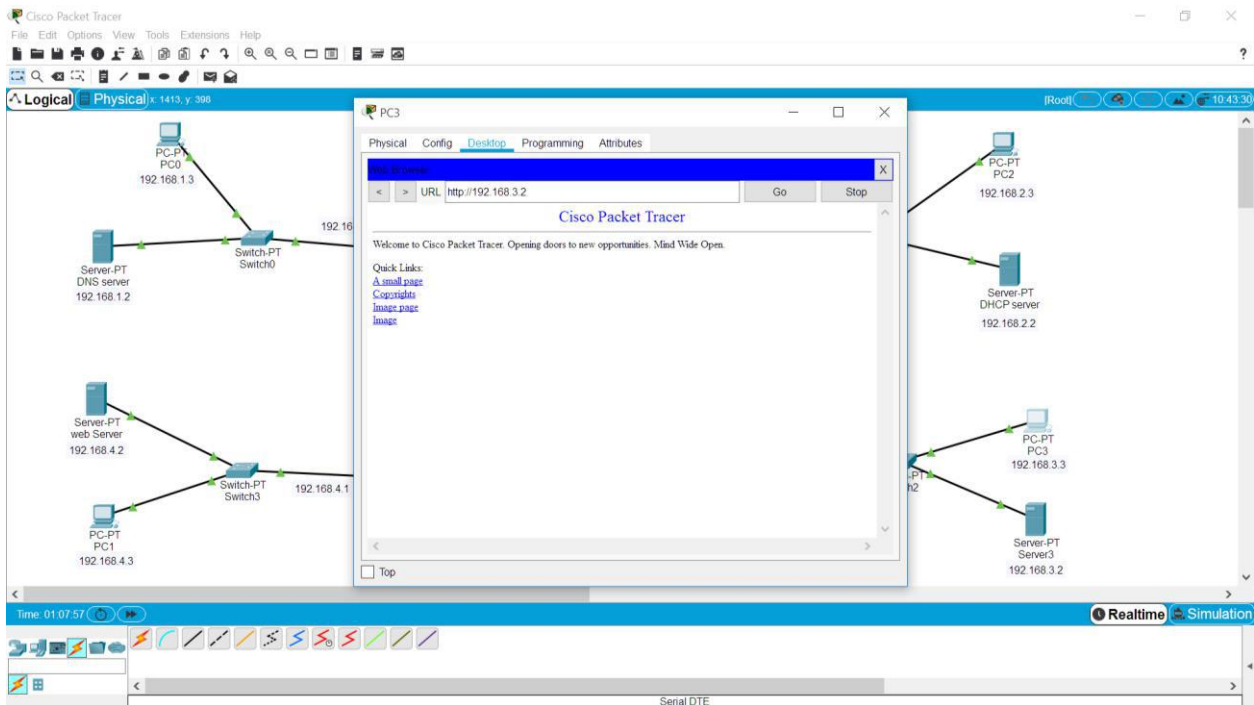 Cisco Packet Tracer
File Edit Options View Tools Extensions Help
?
Logical Physical x: 1413, y: 398
[Root] 10:43:30
PC-PT
PC0
192.168.1.3
192.16
Switch-PT
Switch0
Server-PT
DNS server
192.168.1.2
Server-PT
web Server
192.168.4.2
Switch-PT
Switch3
192.168.4.1
PC-PT
PC1
192.168.4.3
PC3
Physical Config Desktop Programming Attributes
Web Browser X
< > URL http://192.168.3.2 Go Stop
Cisco Packet Tracer
Welcome to Cisco Packet Tracer. Opening doors to new opportunities. Mind Wide Open.
Quick Links:
A small page
Copyrights
Image page
Image
Top
PC-PT
PC2
192.168.2.3
Server-PT
DHCP server
192.168.2.2
PC-PT
PC3
192.168.3.3
-PT
h2
Server-PT
Server3
192.168.3.2
Time: 01:07:57
Realtime Simulation
Serial DTE